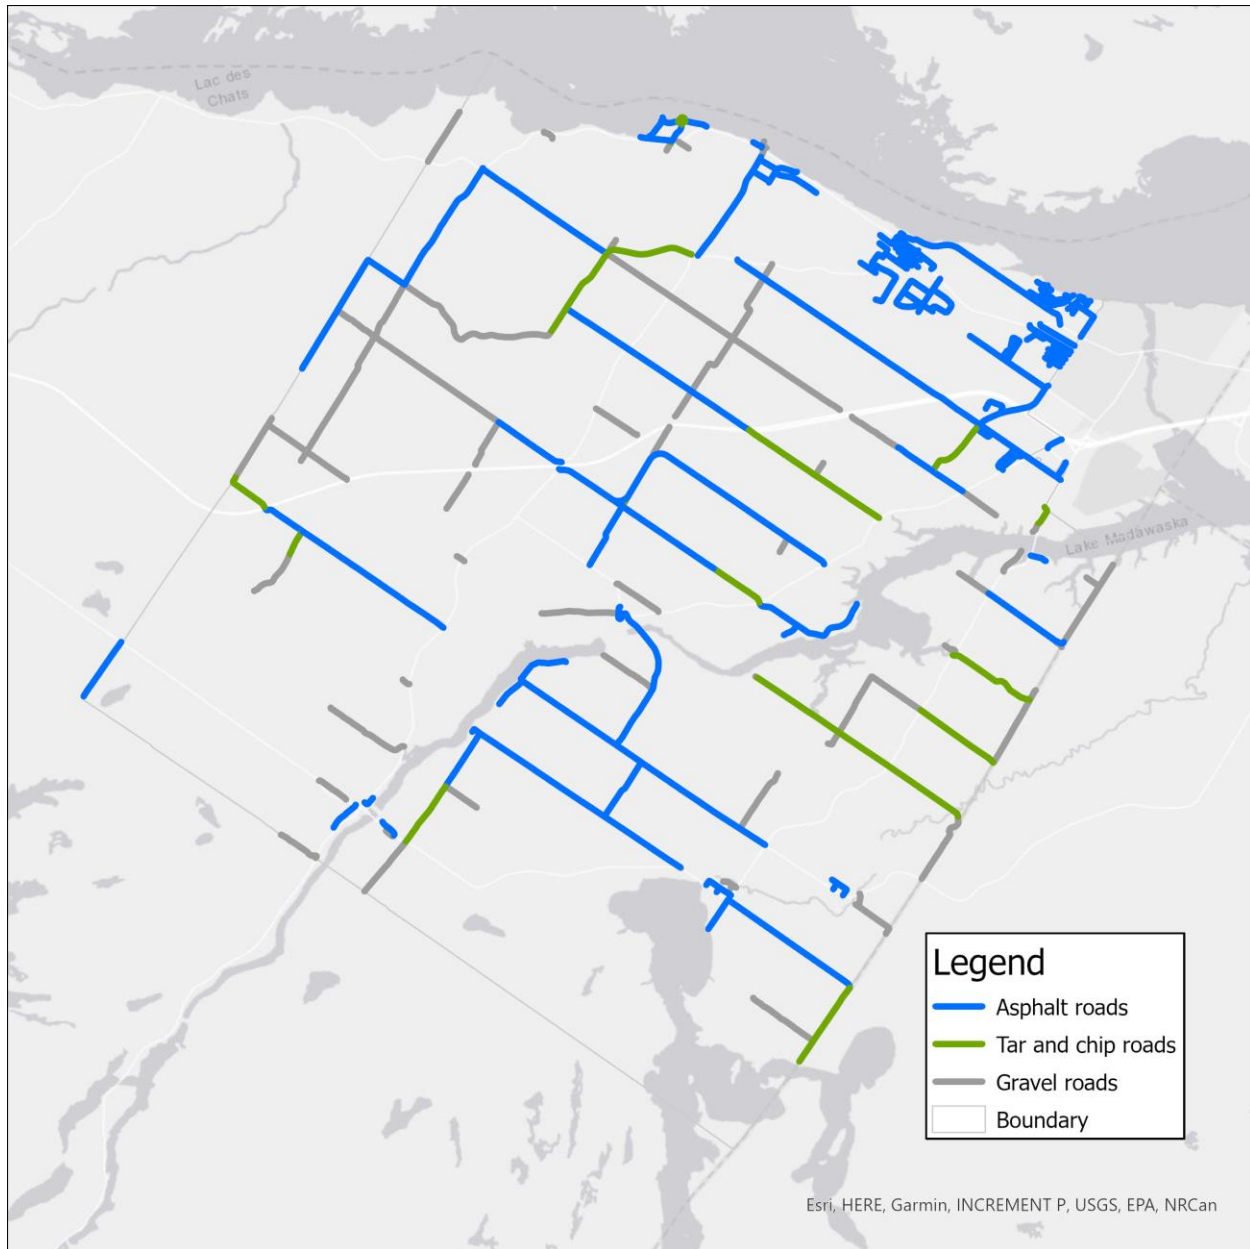 Lac des
Chats
Lake Madawaska
Legend
Asphalt roads
Tar and chip roads
Gravel roads
Boundary
Esri, HERE, Garmin, INCREMENT P, USGS, EPA, NRCan